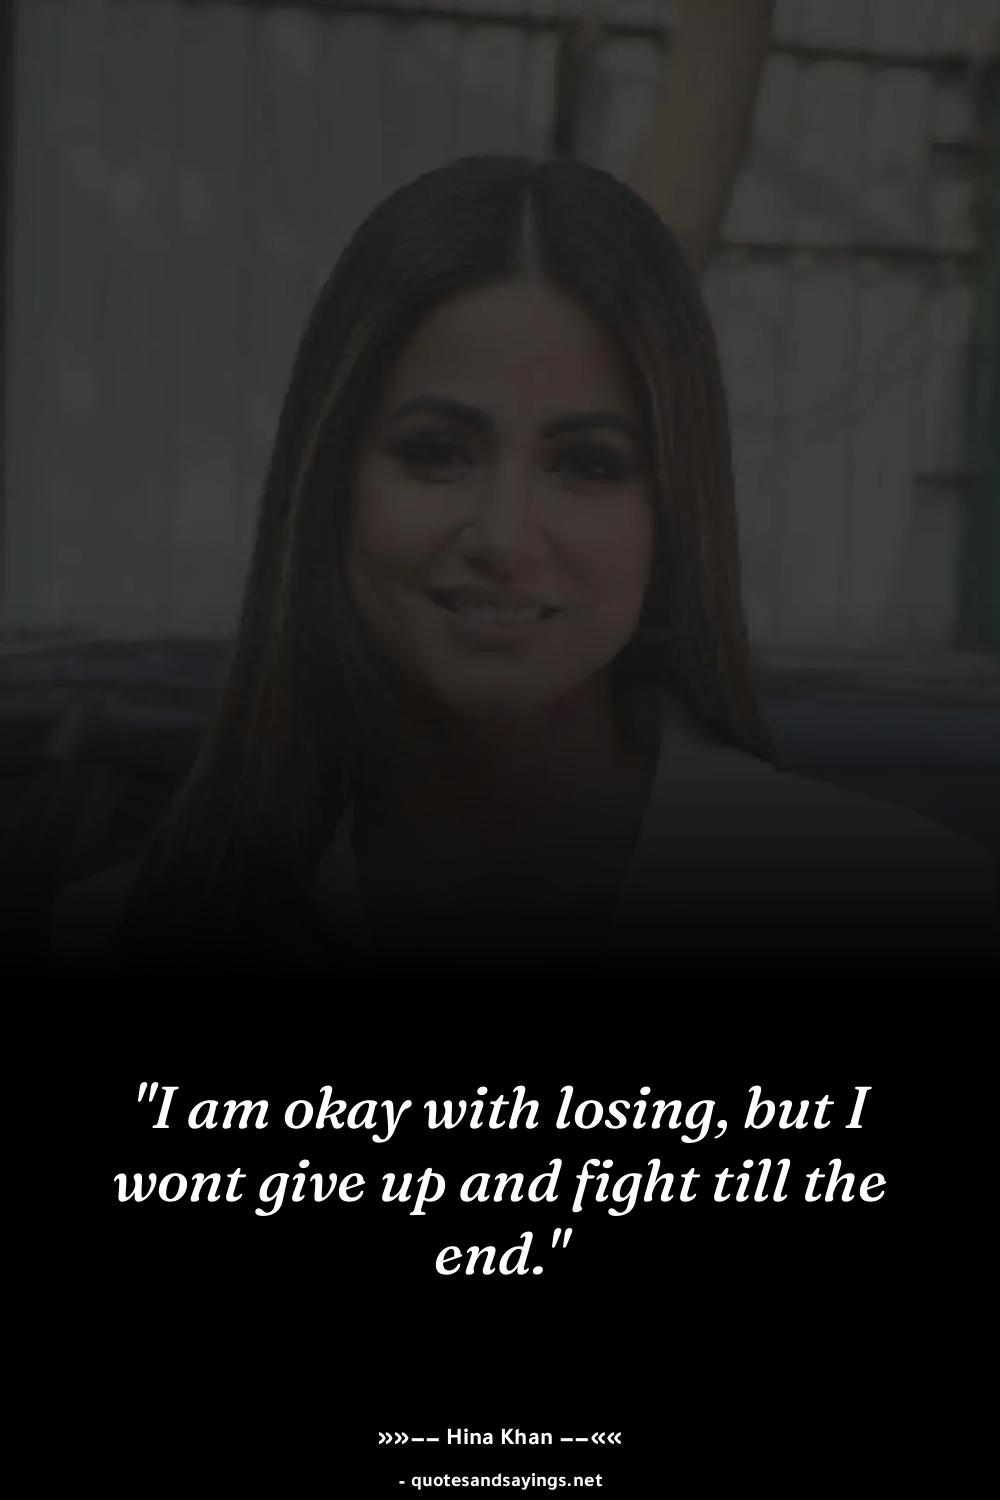 "I am okay with losing, but I
wont give up and fight till the
end."
»»−− Hina Khan −−««
- quotesandsayings.net